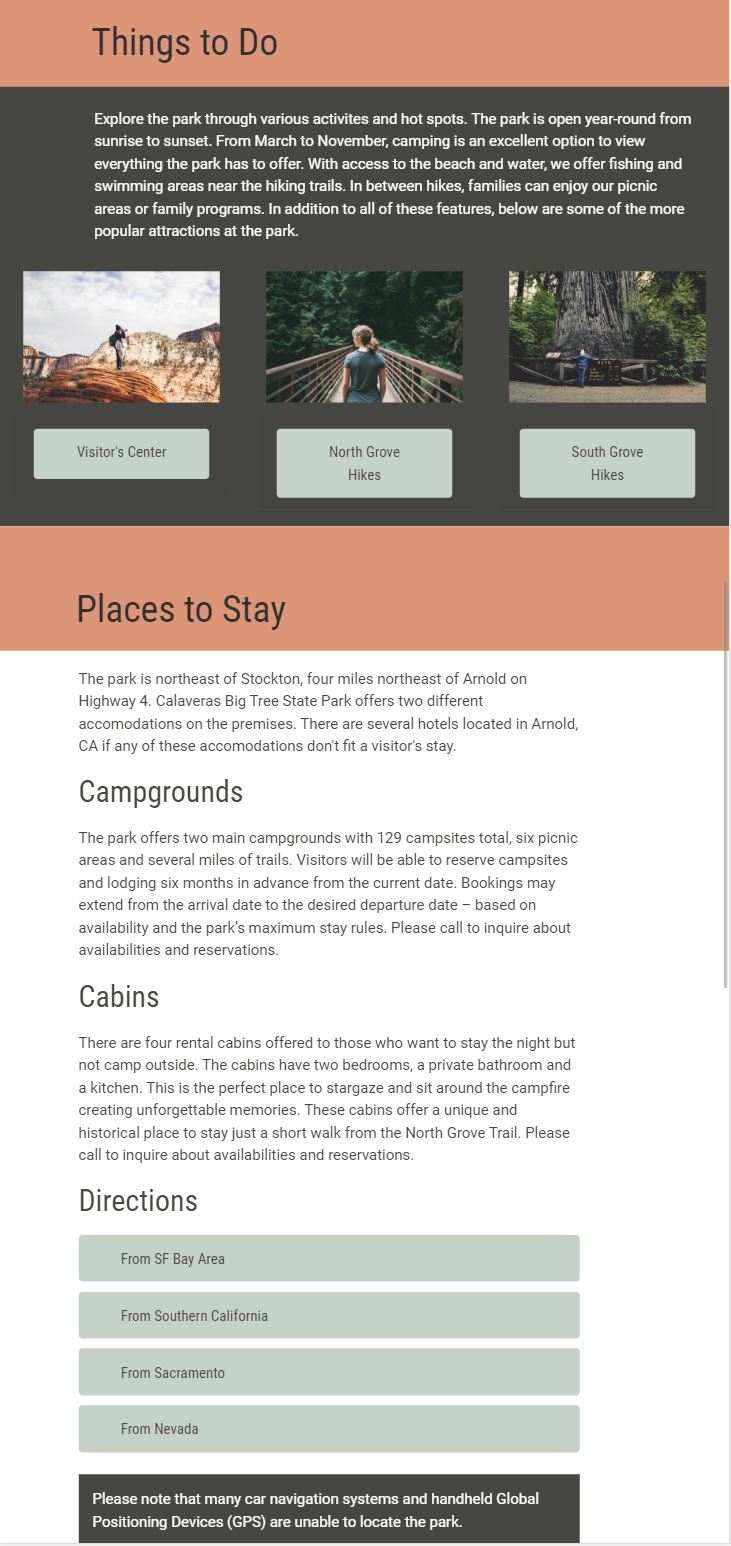 Things to Do
Explore the park through various activites and hot spots. The park is open year-round from
sunrise to sunset. From March to November, camping is an excellent option to view
everything the park has to offer. With access to the beach and water, we offer fishing and
swimming areas near the hiking trails. In between hikes, families can enjoy our picnic
areas or family programs. In addition to all of these features, below are some of the more
popular attractions at the park.
Visitor's Center
North Grove
Hikes
South Grove
Hikes
Places to Stay
The park is northeast of Stockton, four miles northeast of Arnold on
Highway 4. Calaveras Big Tree State Park offers two different
accomodations on the premises. There are several hotels located in Arnold,
CA if any of these accomodations don't fit a visitor's stay.
Campgrounds
The park offers two main campgrounds with 129 campsites total, six picnic
areas and several miles of trails. Visitors will be able to reserve campsites
and lodging six months in advance from the current date. Bookings may
extend from the arrival date to the desired departure date – based on
availability and the park’s maximum stay rules. Please call to inquire about
availabilities and reservations.
Cabins
There are four rental cabins offered to those who want to stay the night but
not camp outside. The cabins have two bedrooms, a private bathroom and
a kitchen. This is the perfect place to stargaze and sit around the campfire
creating unforgettable memories. These cabins offer a unique and
historical place to stay just a short walk from the North Grove Trail. Please
call to inquire about availabilities and reservations.
Directions
From SF Bay Area
From Southern California
From Sacramento
From Nevada
Please note that many car navigation systems and handheld Global
Positioning Devices (GPS) are unable to locate the park.